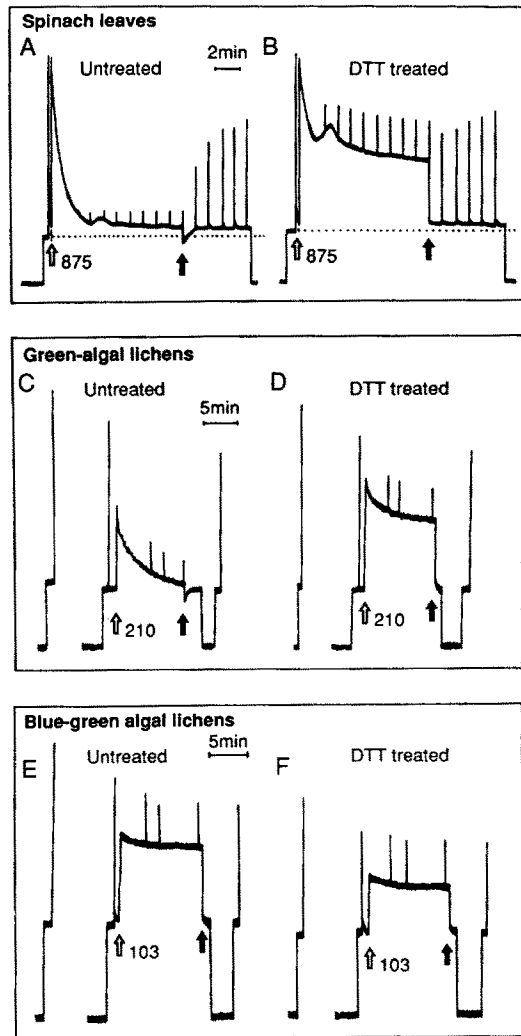 Spinach leaves
A Untreated 2min B DTT treated
875 875
Green-algal lichens
C Untreated 5min D DTT treated
210 210
Blue-green algal lichens
E Untreated 5min F DTT treated
103 103